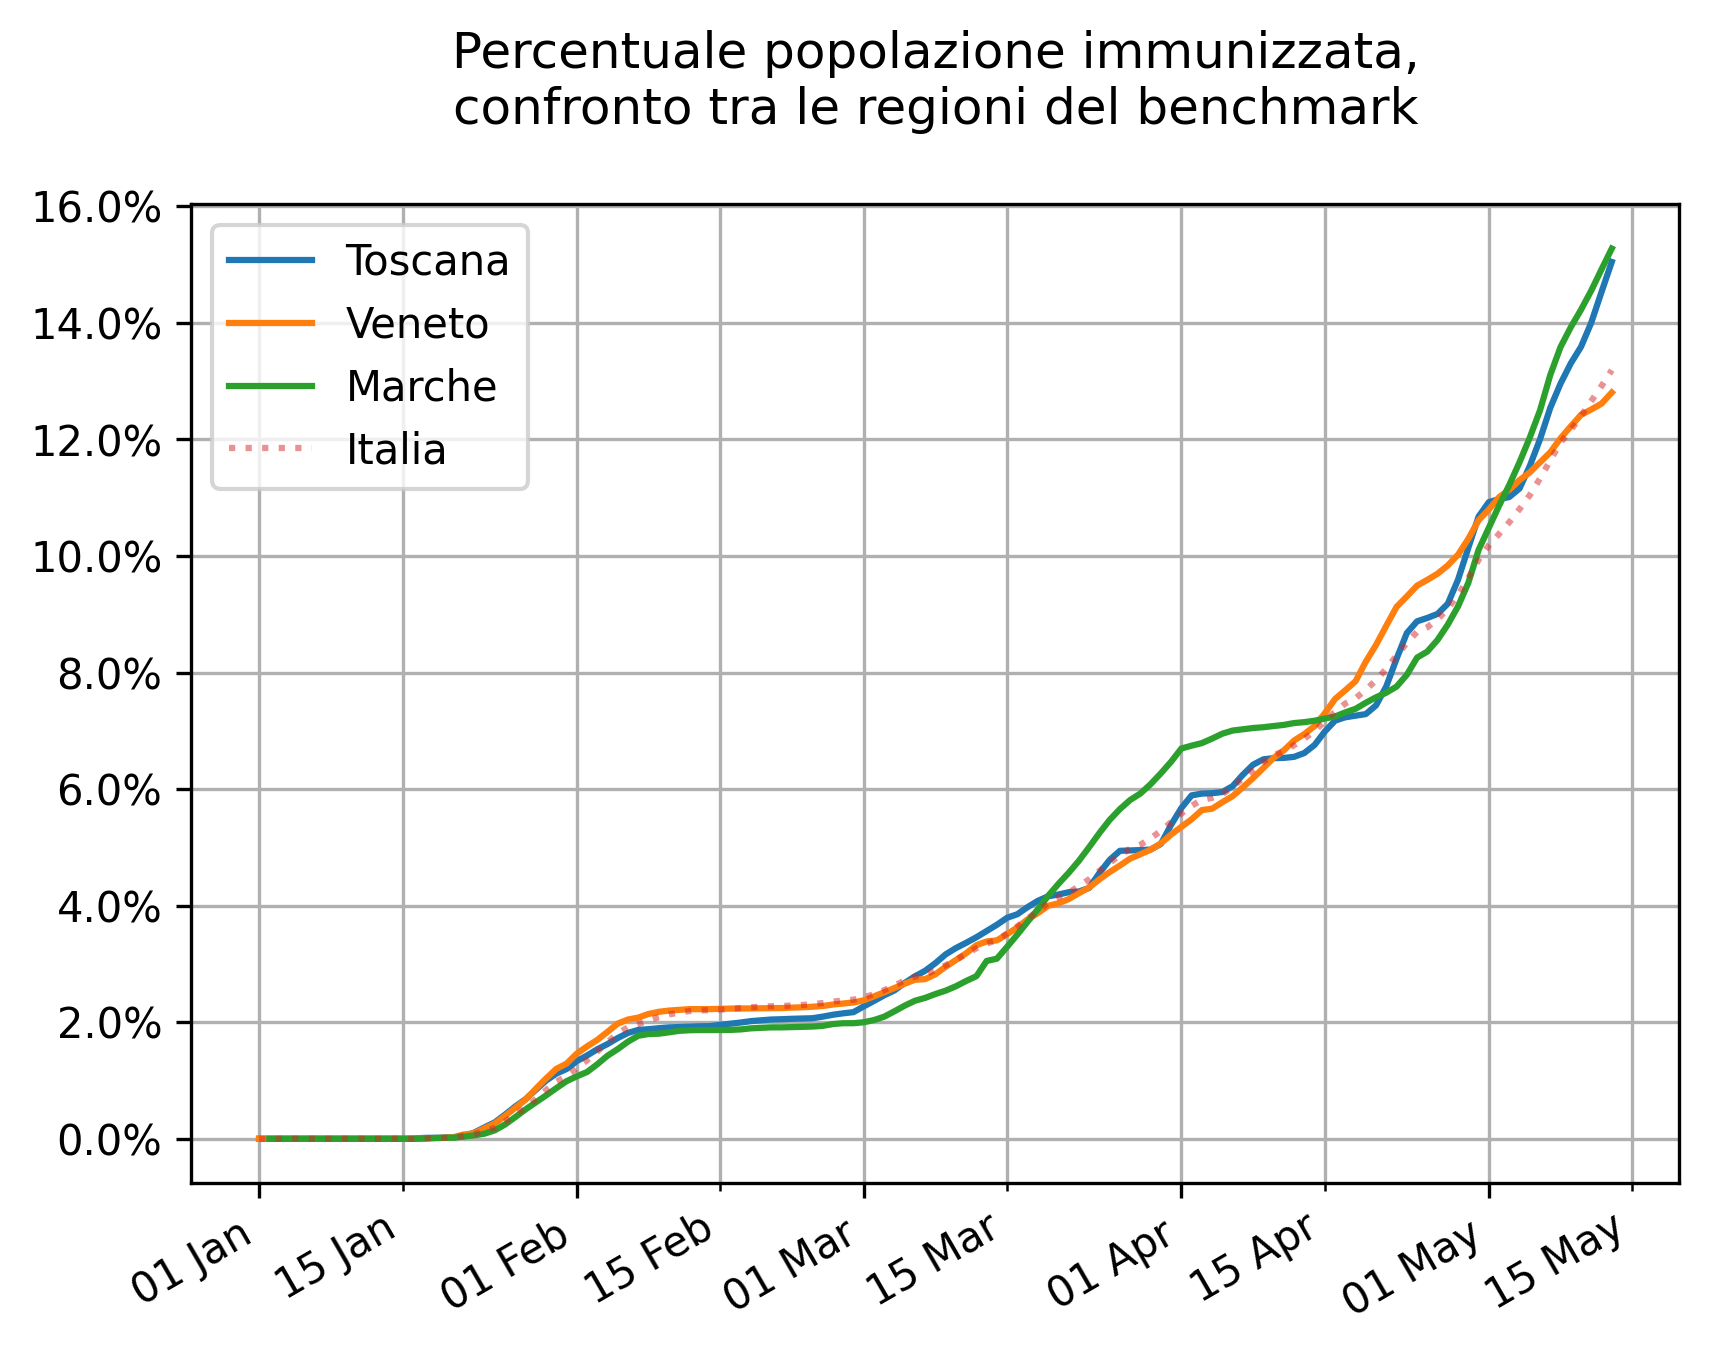 Percentuale popolazione immunizzata,
confronto tra le regioni del benchmark
16.0%
14.0%
12.0%
10.0%
8.0%
6.0%
4.0%
2.0%
0.0%
Toscana
Veneto
Marche
Italia
01 Jan
15 Jan
01 Feb
15 Feb
01 Mar
15 Mar
01 Apr
15 Apr
01 May
15 May